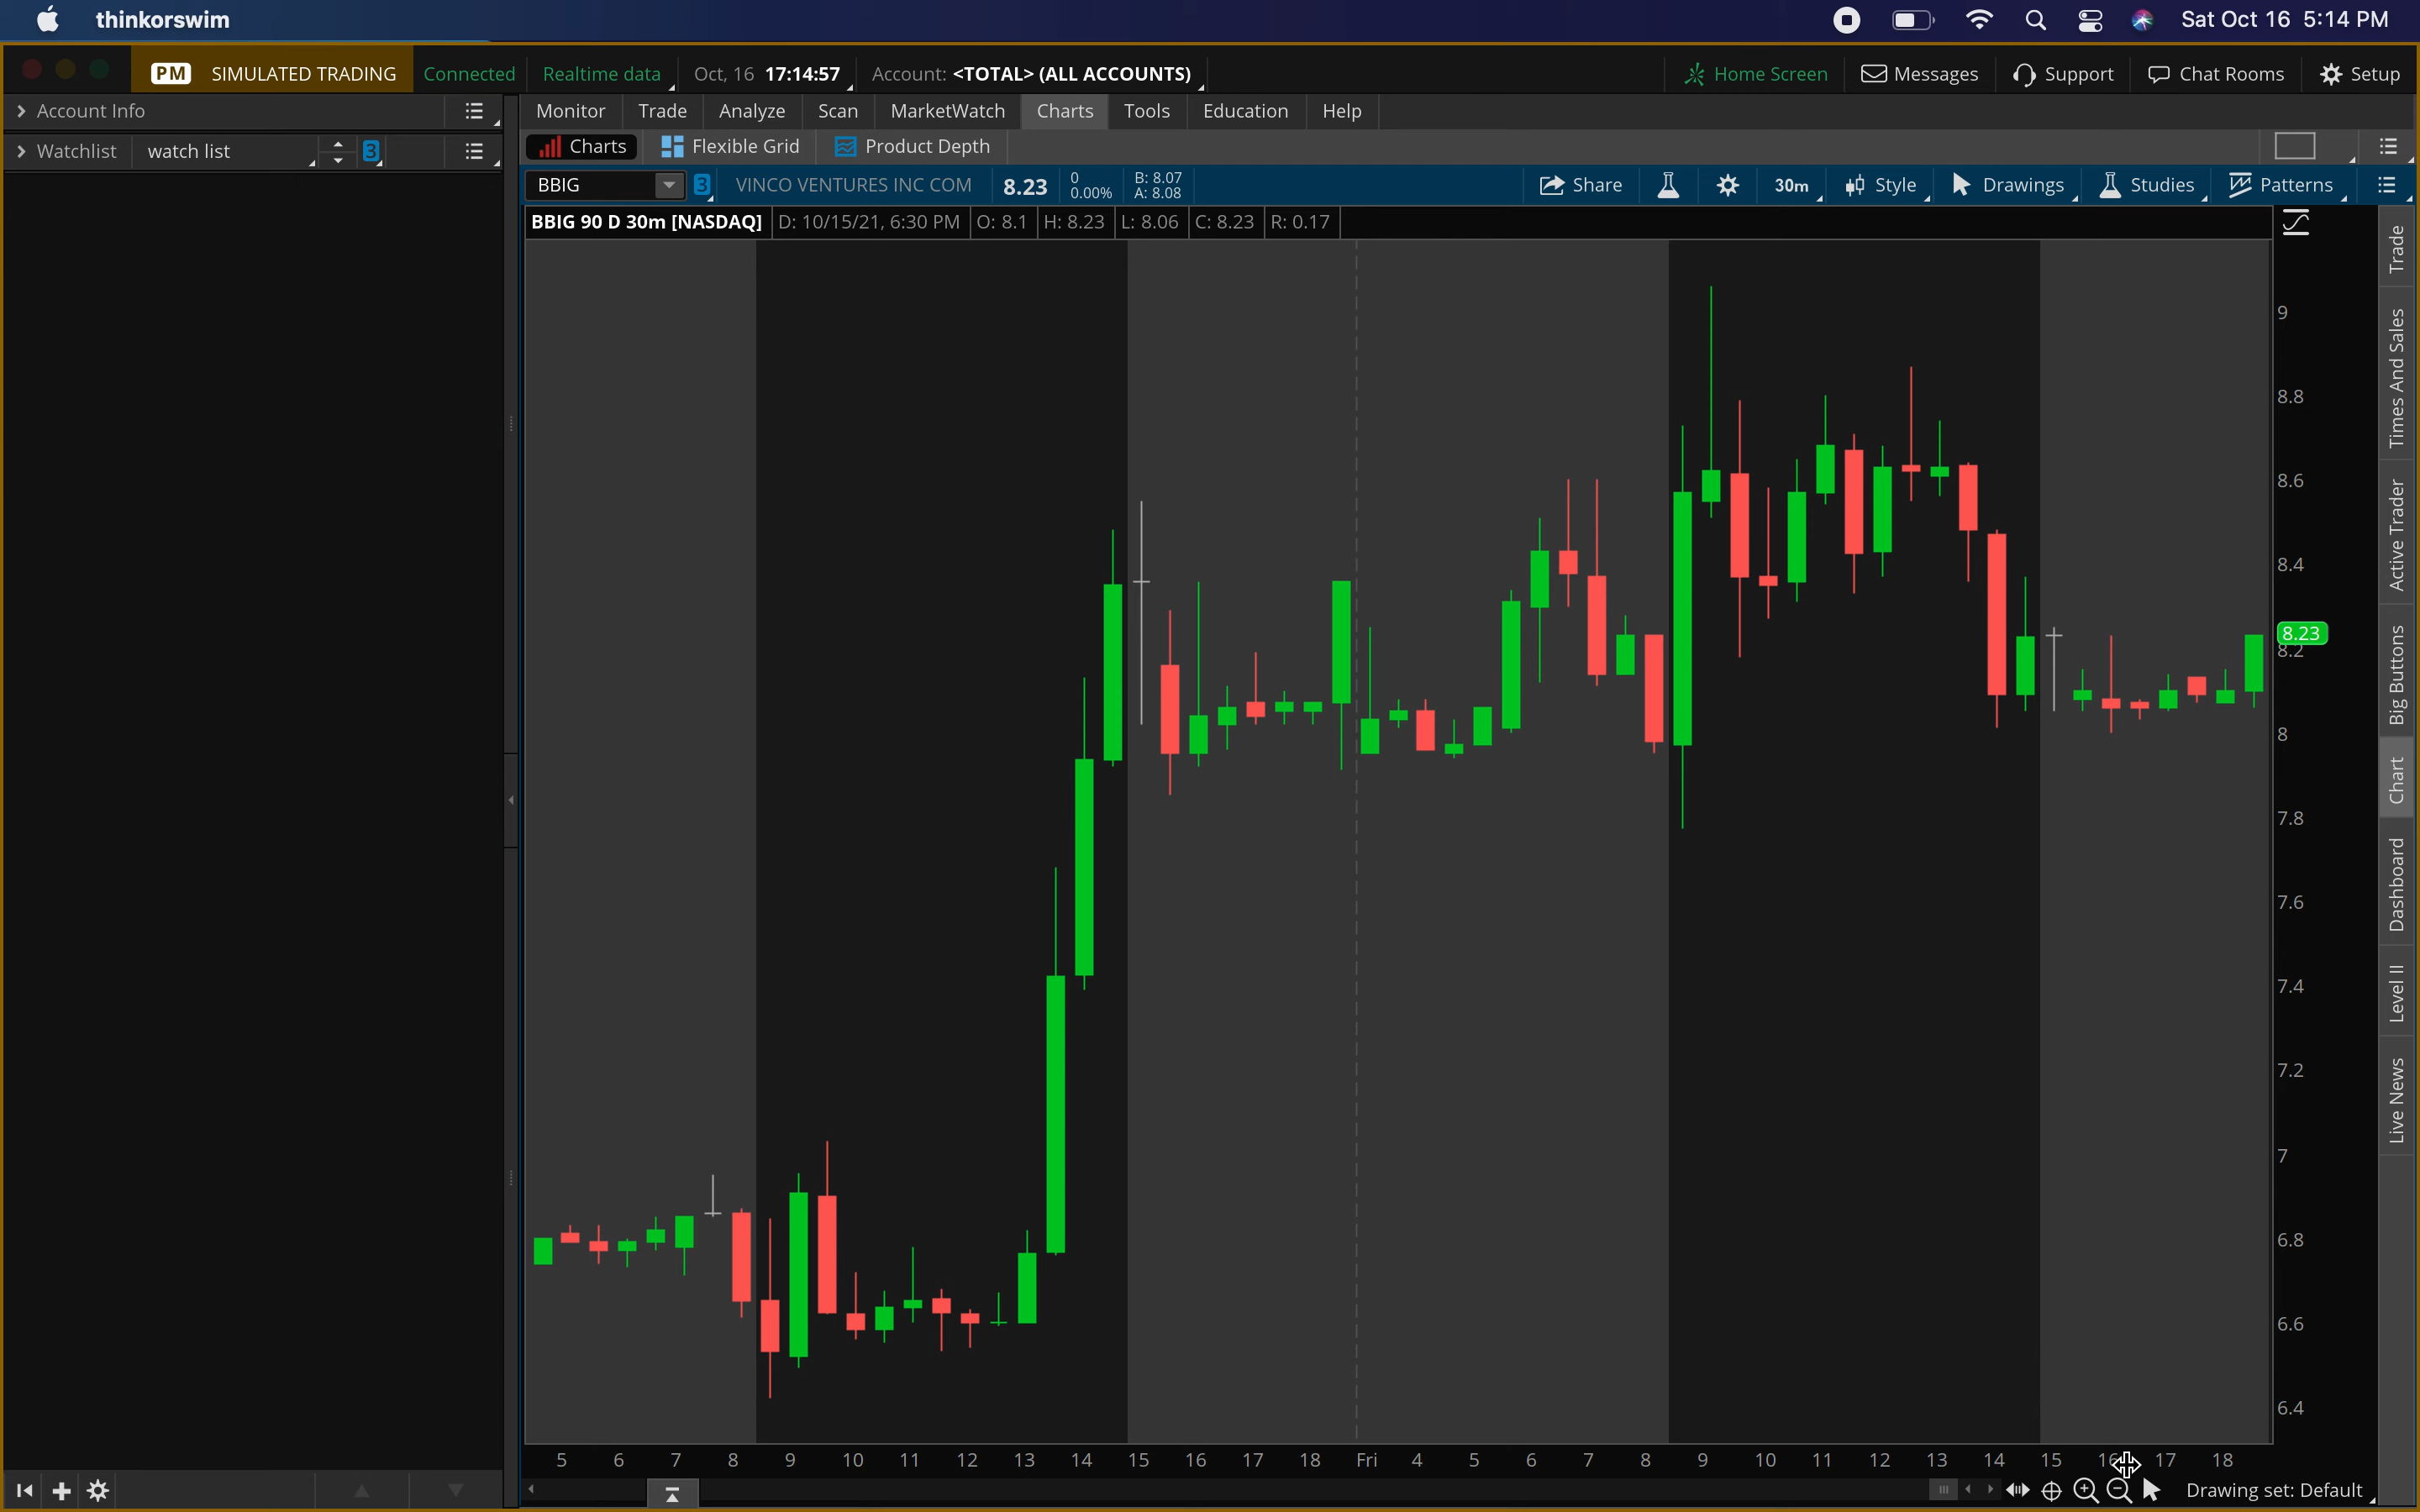 thinkorswim
Sat Oct 16 5:14 PM
PM SIMULATED TRADING Connected Realtime data Oct, 16 17:14:57 Account: <TOTAL> (ALL ACCOUNTS) Home Screen Messages Support Chat Rooms Setup
Account Info
Monitor Trade Analyze Scan MarketWatch Charts Tools Education Help
Watchlist watch list 3
Charts Flexible Grid Product Depth
BBIG 3 VINCO VENTURES INC COM 8.23 0 0.00% B: 8.07 A: 8.08 Share 30m Style Drawings Studies Patterns
BBIG 90 D 30m [NASDAQ] D: 10/15/21, 6:30 PM O: 8.1 H: 8.23 L: 8.06 C: 8.23 R: 0.17
9
8.8
8.6
8.4
8.23
8.2
8
7.8
7.6
7.4
7.2
7
6.8
6.6
6.4
Trade
Times And Sales
Active Trader
Big Buttons
Chart
Dashboard
Level II
Live News
5 6 7 8 9 10 11 12 13 14 15 16 17 18 Fri 4 5 6 7 8 9 10 11 12 13 14 15 16 17 18
Drawing set: Default